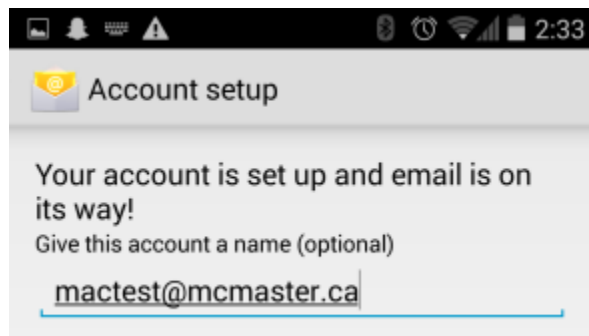 2:33
Account setup
Your account is set up and email is on
its way!
Give this account a name (optional)
mactest@mcmaster.ca